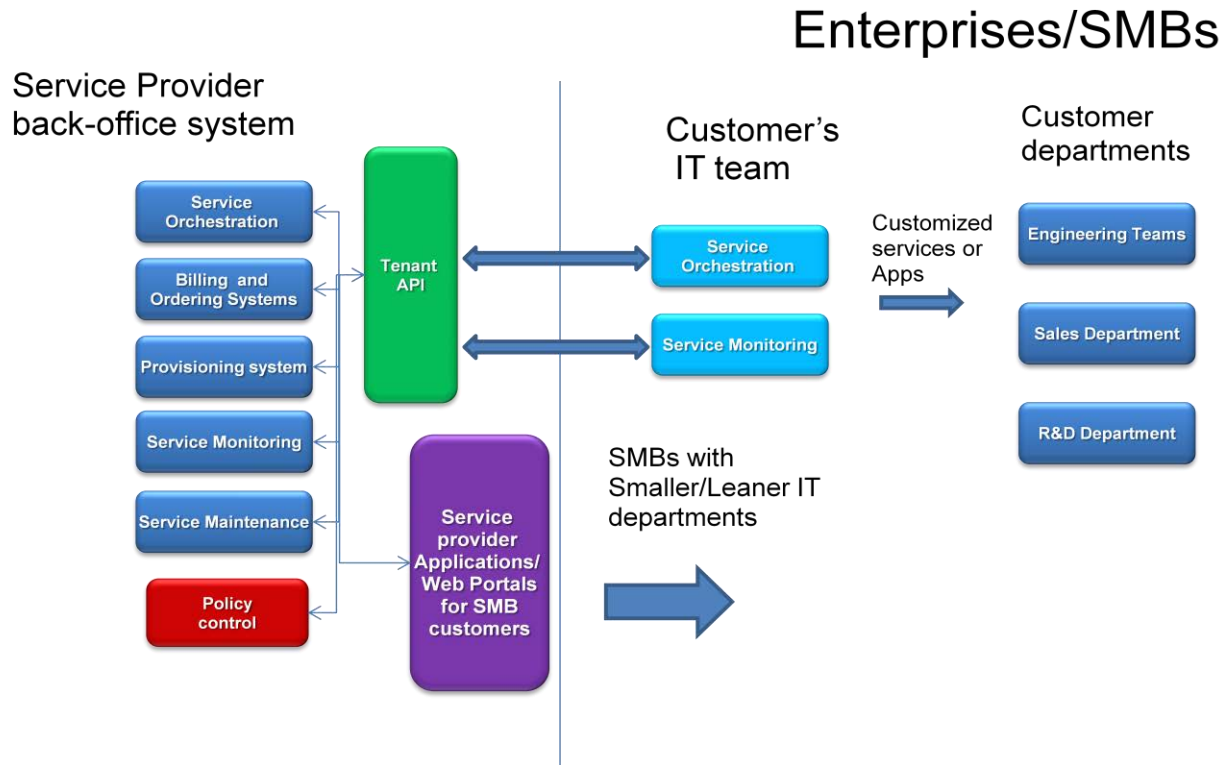 Enterprises/SMBs
Service Provider
back-office system
Service
Orchestration
Billing and
Ordering Systems
Provisioning system
Service Monitoring
Service Maintenance
Policy
control
Tenant
API
Service
provider
Applications/
Web Portals
for SMB
customers
Customer’s
IT team
Service
Orchestration
Service Monitoring
SMBs with
Smaller/Leaner IT
departments
Customized
services or
Apps
Customer
departments
Engineering Teams
Sales Department
R&D Department